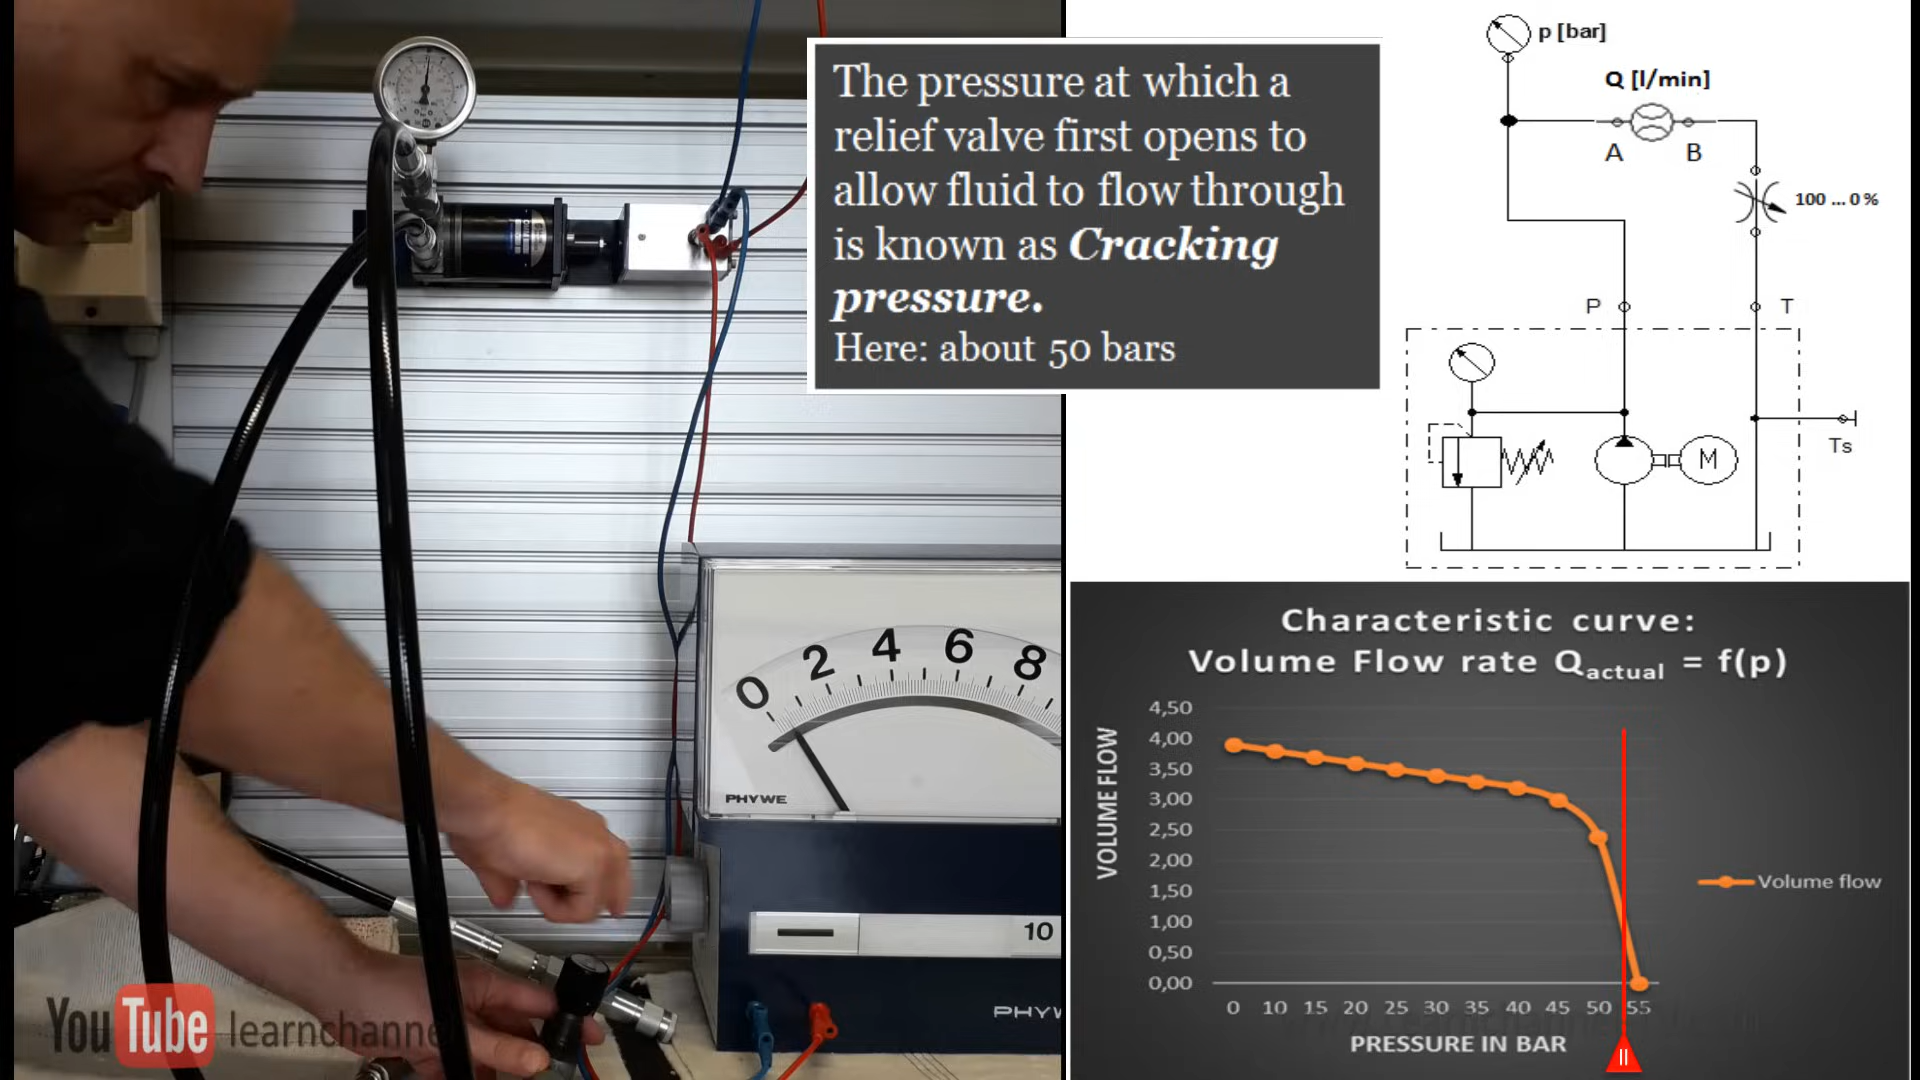 The pressure at which a
relief valve first opens to
allow fluid to flow through
is known as Cracking
pressure.
Here: about 50 bars
p [bar]
Q [l/min]
A
B
100 ... 0 %
P
T
M
Ts
0
2
4
6
8
PHYWE
10
PHYW
Characteristic curve:
Volume Flow rate Qactual = f(p)
VOLUME FLOW
4,50
4,00
3,50
3,00
2,50
2,00
1,50
1,00
0,50
0,00
0 10 15 20 25 30 35 40 45 50 55
PRESSURE IN BAR
Volume flow
YouTube learnchannel